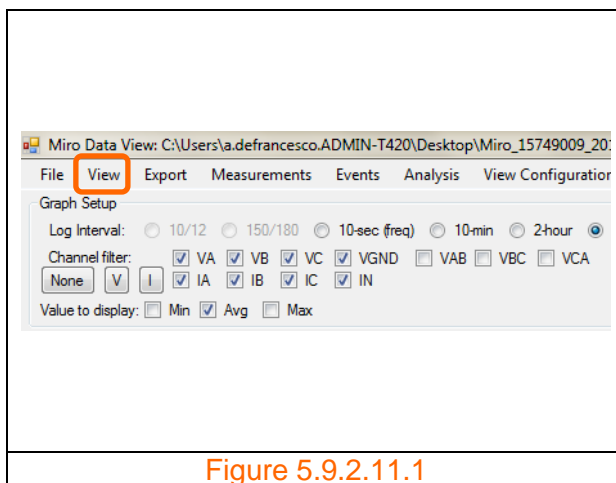 Miro Data View: C:\Users\a.defrancesco.ADMIN-T420\Desktop\Miro_15749009_201
File View Export Measurements Events Analysis View Configuration
Graph Setup
Log Interval: 10/12 150/180 10-sec (freq) 10-min 2-hour
Channel filter: VA VB VC VGND VAB VBC VCA
None V I IA IB IC IN
Value to display: Min Avg Max
Figure 5.9.2.11.1